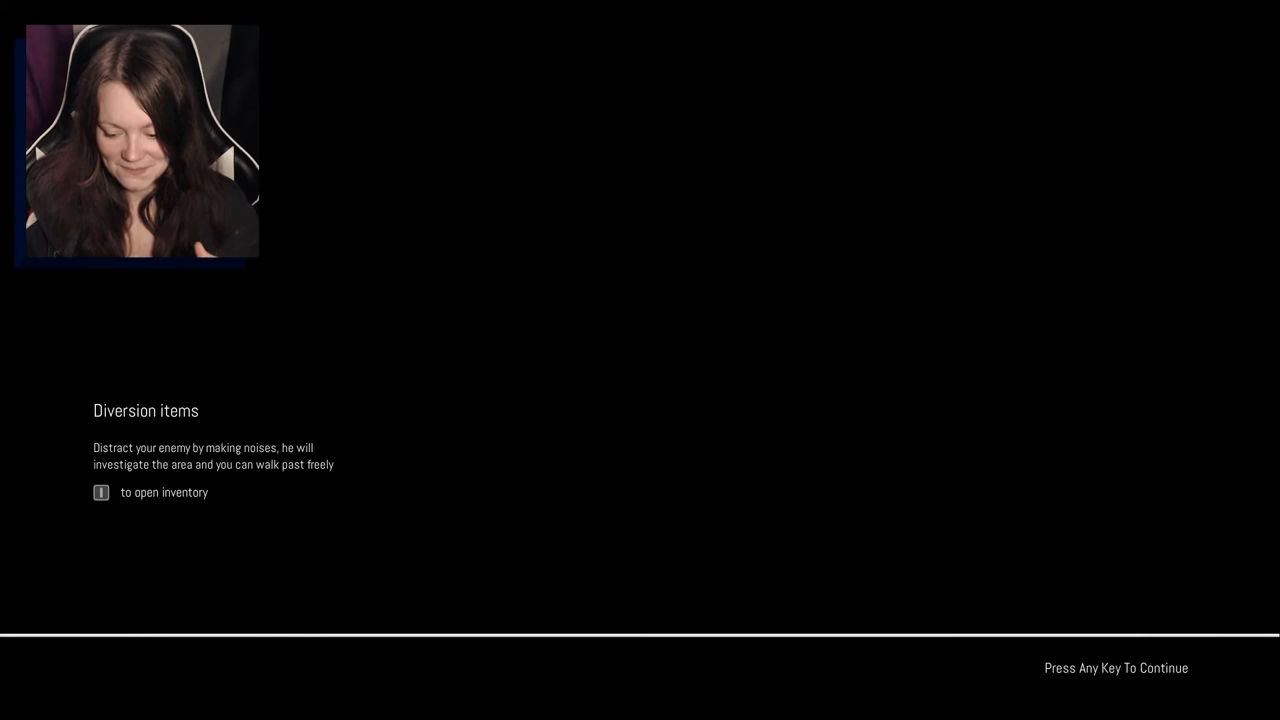 Diversion items
Distract your enemy by making noises, he will
investigate the area and you can walk past freely
I to open inventory
Press Any Key To Continue